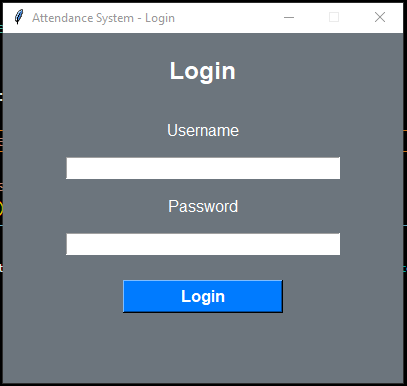 Attendance System - Login
Login
Username
Password
Login